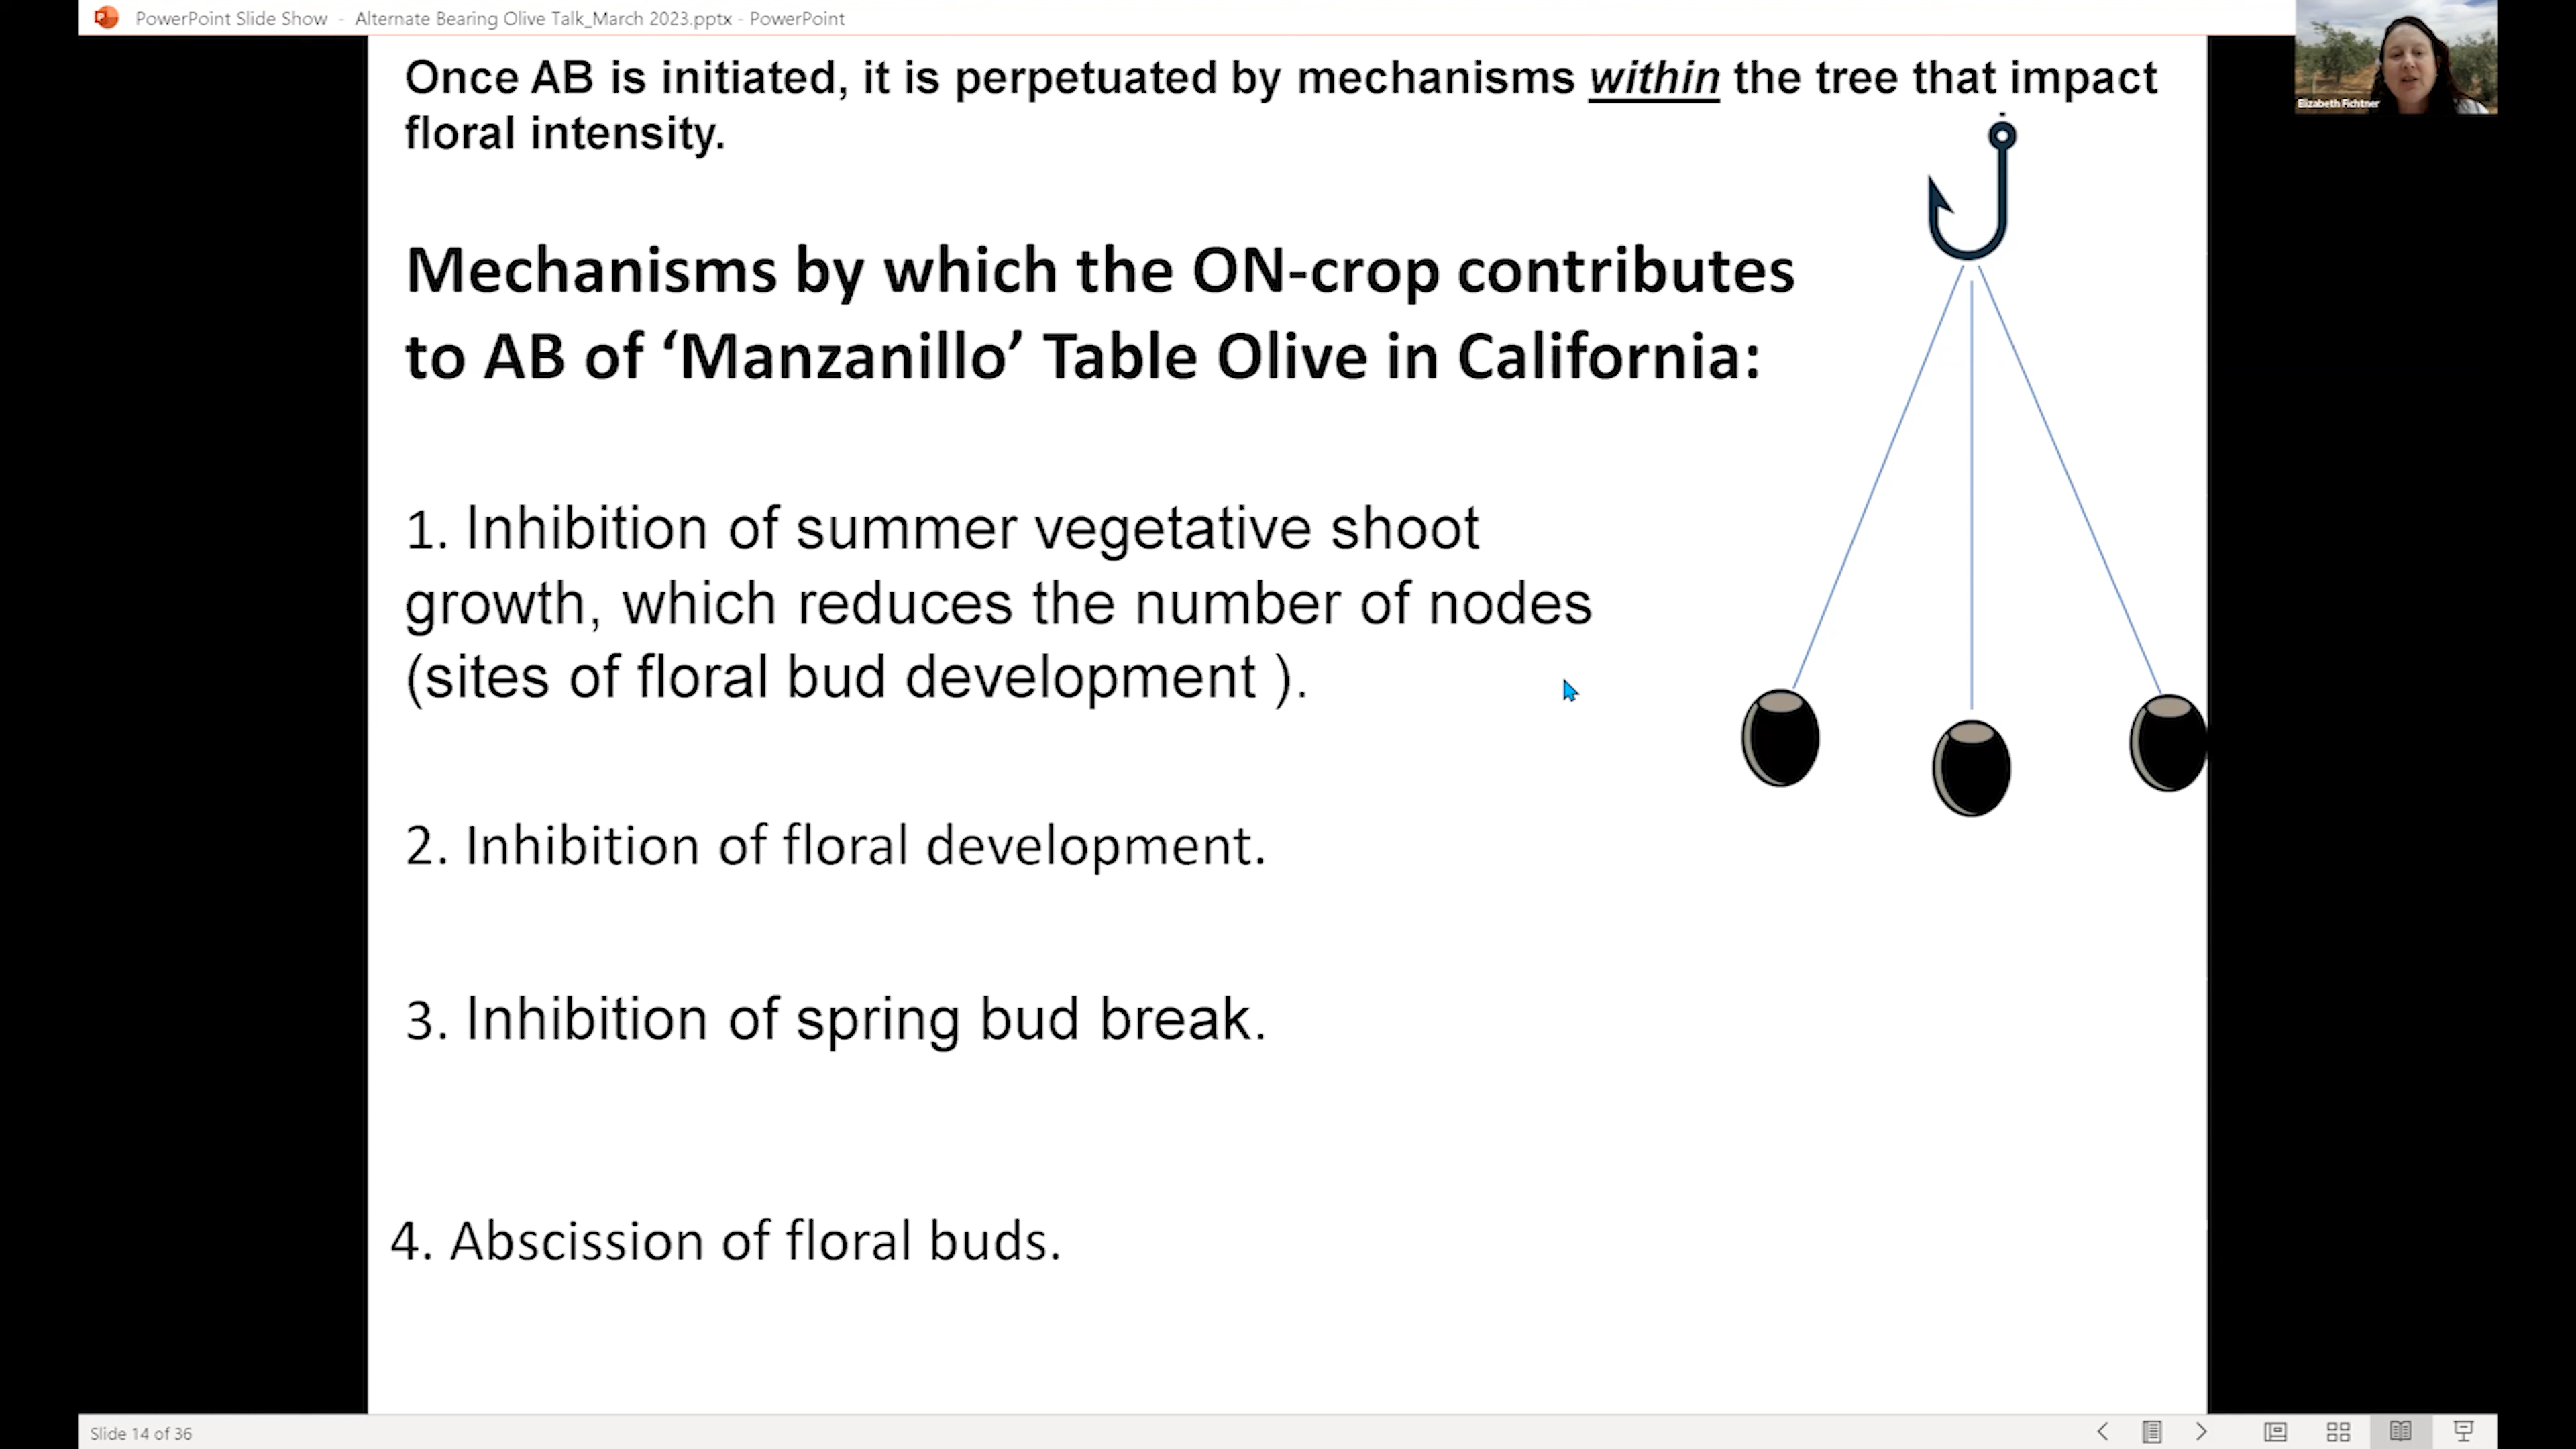 PowerPoint Slide Show - Alternate Bearing Olive Talk_March 2023.pptx - PowerPoint
Elizabeth Fichtner
Once AB is initiated, it is perpetuated by mechanisms within the tree that impact
floral intensity.
Mechanisms by which the ON-crop contributes
to AB of ‘Manzanillo’ Table Olive in California:
1. Inhibition of summer vegetative shoot
growth, which reduces the number of nodes
(sites of floral bud development ).
2. Inhibition of floral development.
3. Inhibition of spring bud break.
4. Abscission of floral buds.
Slide 14 of 36